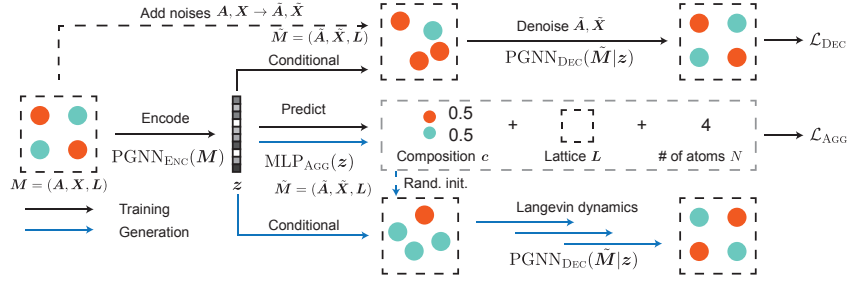 Add noises A, X → Ã, X̃
M̃ = (Ã, X̃, L)
Denoise Ã, X̃
PGNN_DEC(M̃|z)
ℒ_DEC
Conditional
Encode
PGNN_ENC(M)
M = (A, X, L)
z
Predict
MLP_AGG(z)
0.5
0.5
+
+
4
Composition c
Lattice L
# of atoms N
ℒ_AGG
M̃ = (Ã, X̃, L)
Rand. init.
Training
Generation
Conditional
Langevin dynamics
PGNN_DEC(M̃|z)